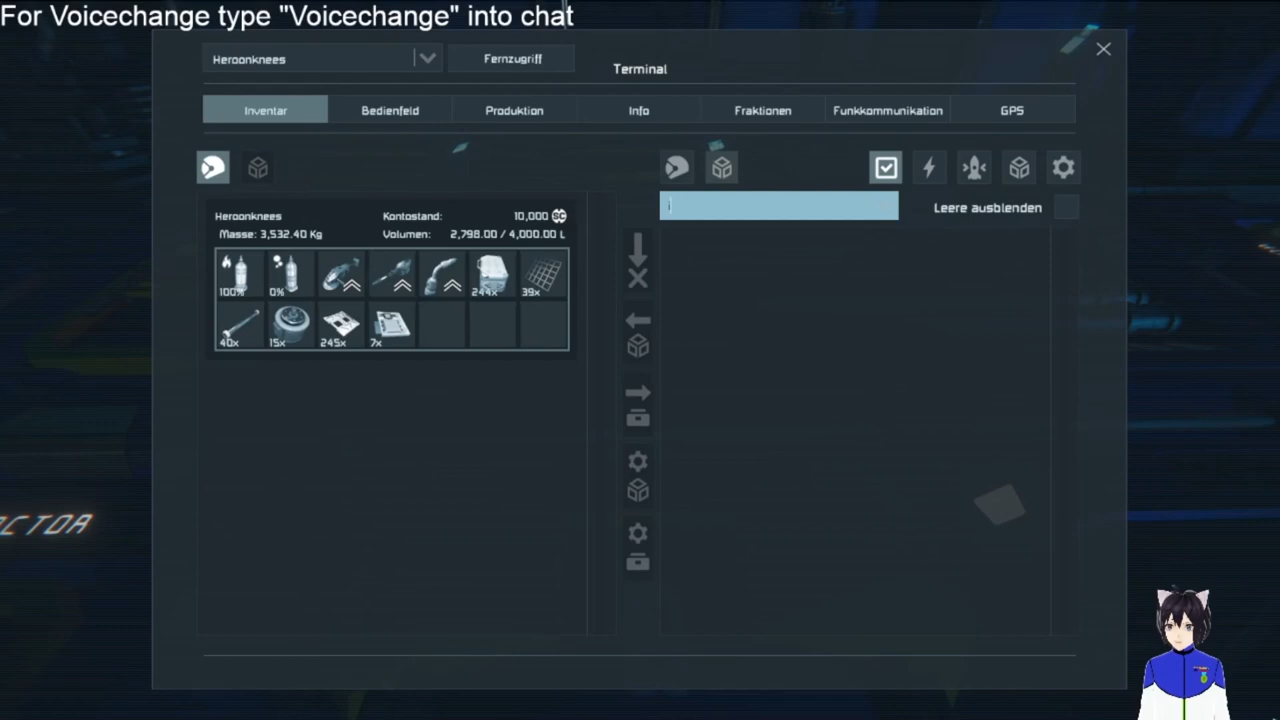 For Voicechange type "Voicechange" into chat
Heroonknees
Fernzugriff
Terminal
Inventar
Bedienfeld
Produktion
Info
Fraktionen
Funkkommunikation
GPS
Leere ausblenden
Heroonknees
Kontostand: 10,000 SC
Masse: 3,532.40 Kg
Volumen: 2,798.00 / 4,000.00 L
100%
0%
244x
39x
40x
15x
245x
7x